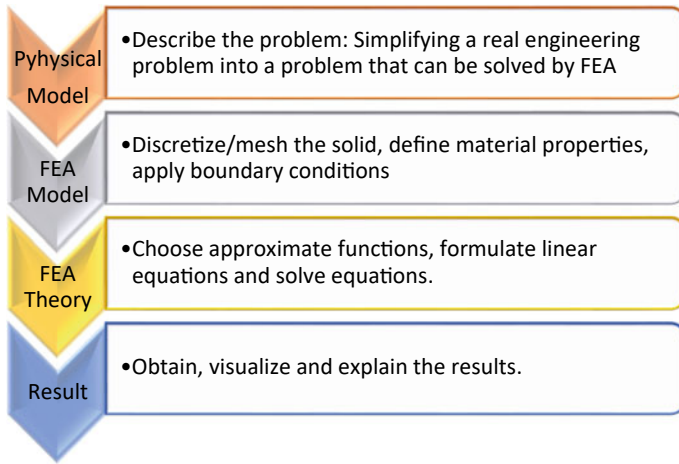 Pyhysical
Model
•Describe the problem: Simplifying a real engineering
problem into a problem that can be solved by FEA
FEA
Model
•Discretize/mesh the solid, define material properties,
apply boundary conditions
FEA
Theory
•Choose approximate functions, formulate linear
equations and solve equations.
Result
•Obtain, visualize and explain the results.